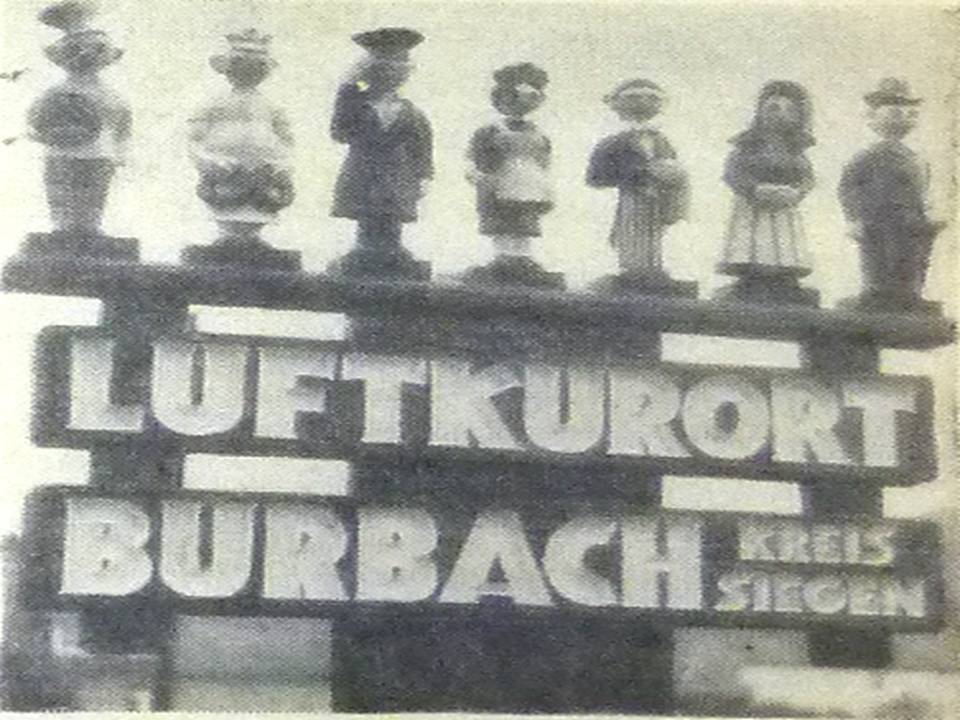 LUFTKURORT
BURBACH KREIS
SIEGEN